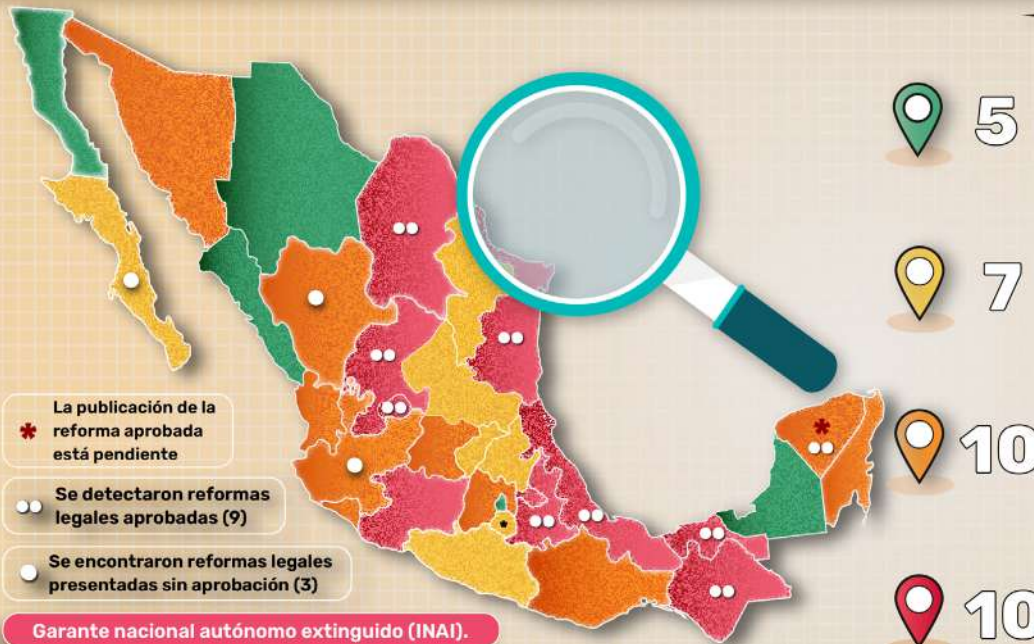 5
7
10
10
La publicación de la
* reforma aprobada
está pendiente
Se detectaron reformas
legales aprobadas (9)
Se encontraron reformas legales
presentadas sin aprobación (3)
Garante nacional autónomo extinguido (INAI).